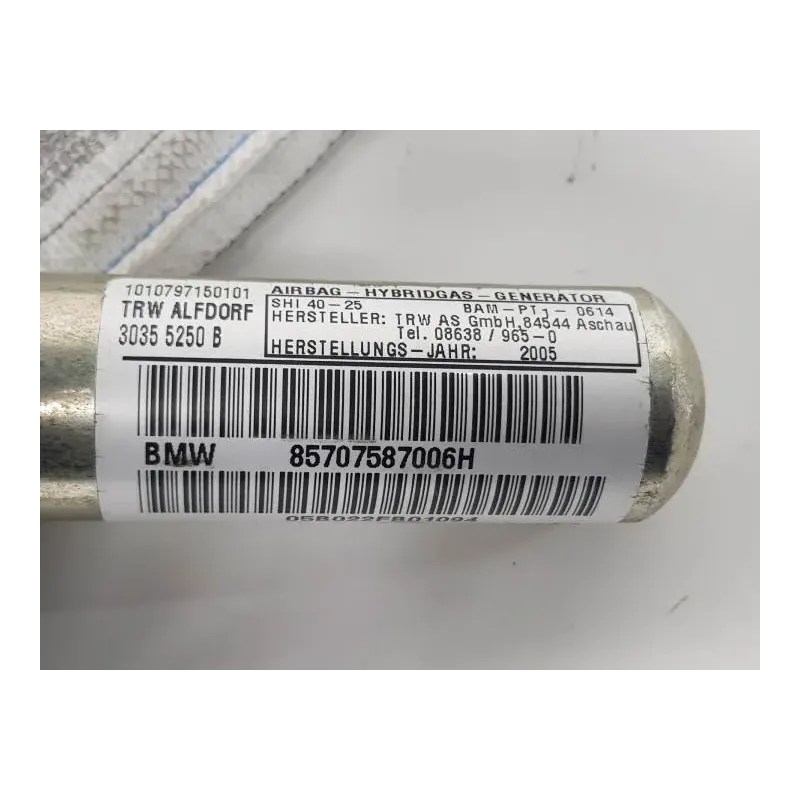 1010797150101
TRW ALFDORF
3035 5250 B
AIRBAG-HYBRIDGAS-GENERATOR
SHI 40-25 BAM-PT1-0614
HERSTELLER: TRW AS GmbH,84544 Aschau
Tel. 08638/965-0
HERSTELLUNGS-JAHR: 2005
BMW 85707587006H
05B022FB01094